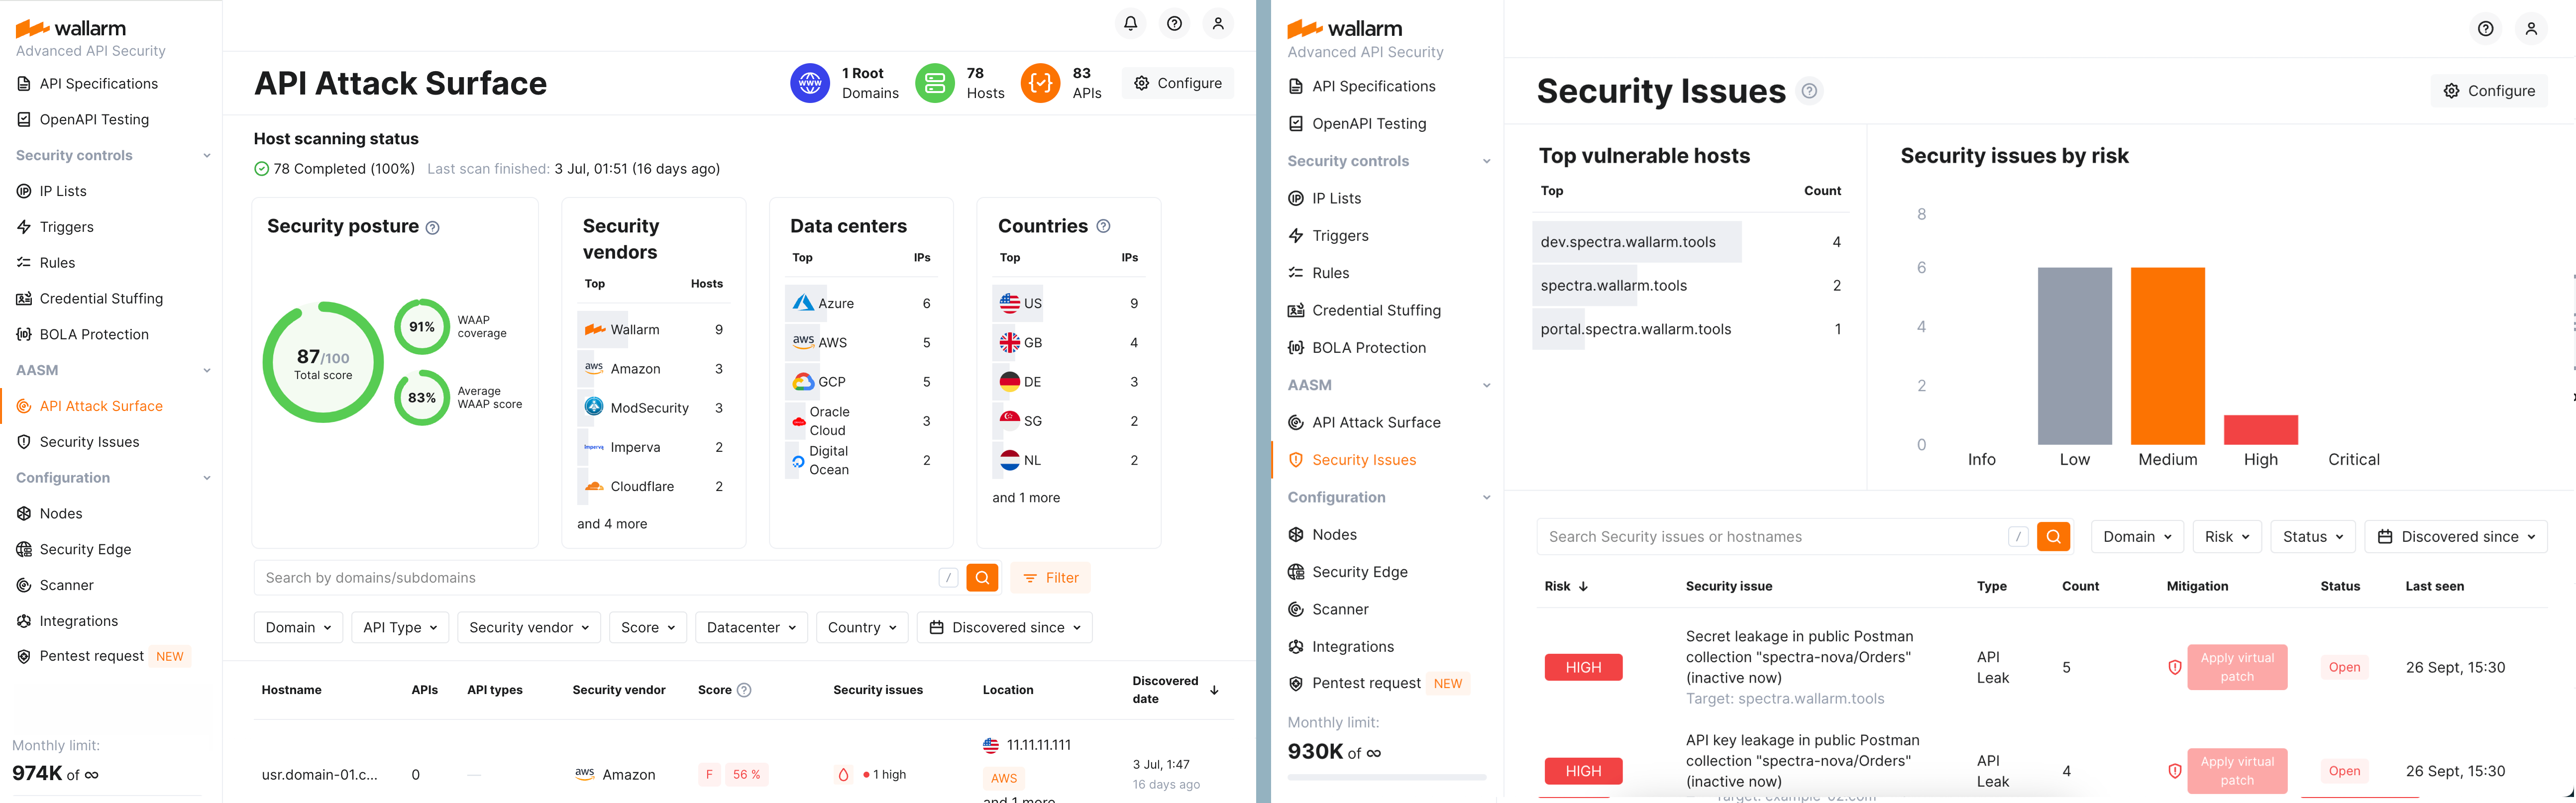 wallarm
Advanced API Security
API Specifications
OpenAPI Testing
Security controls
IP Lists
Triggers
Rules
Credential Stuffing
BOLA Protection
AASM
API Attack Surface
Security Issues
Configuration
Nodes
Security Edge
Scanner
Integrations
Pentest request NEW
Monthly limit:
974K of ∞
API Attack Surface
www
1 Root
Domains
78
Hosts
83
APIs
Configure
Host scanning status
78 Completed (100%) Last scan finished: 3 Jul, 01:51 (16 days ago)
Security posture
87/100
Total score
91%
WAAP
coverage
83%
Average
WAAP score
Security
vendors
Top Hosts
Wallarm 9
aws Amazon 3
ModSecurity 3
Imperva Imperva 2
Cloudflare 2
and 4 more
Data centers
Top IPs
Azure 6
aws AWS 5
GCP 5
Oracle
Cloud 3
Digital
Ocean 2
Countries
Top IPs
US 9
GB 4
DE 3
SG 2
NL 2
and 1 more
Search by domains/subdomains /
Filter
Domain API Type Security vendor Score Datacenter Country Discovered since
Hostname APIs API types Security vendor Score Security issues Location Discovered
date
usr.domain-01.c... 0 — aws Amazon F 56 % 1 high
11.11.11.111
AWS
and 1 more
3 Jul, 1:47
16 days ago
wallarm
Advanced API Security
API Specifications
OpenAPI Testing
Security controls
IP Lists
Triggers
Rules
Credential Stuffing
BOLA Protection
AASM
API Attack Surface
Security Issues
Configuration
Nodes
Security Edge
Scanner
Integrations
Pentest request NEW
Monthly limit:
930K of ∞
Security Issues
Configure
Top vulnerable hosts
Top Count
dev.spectra.wallarm.tools 4
spectra.wallarm.tools 2
portal.spectra.wallarm.tools 1
Security issues by risk
8
6
4
2
0
Info Low Medium High Critical
Search Security issues or hostnames /
Domain Risk Status Discovered since
Risk Security issue Type Count Mitigation Status Last seen
HIGH
Secret leakage in public Postman
collection "spectra-nova/Orders"
(inactive now)
Target: spectra.wallarm.tools
API
Leak
5
Apply virtual
patch
Open
26 Sept, 15:30
HIGH
API key leakage in public Postman
collection "spectra-nova/Orders"
(inactive now)
Target: example-02.com
API
Leak
4
Apply virtual
patch
Open
26 Sept, 15:30